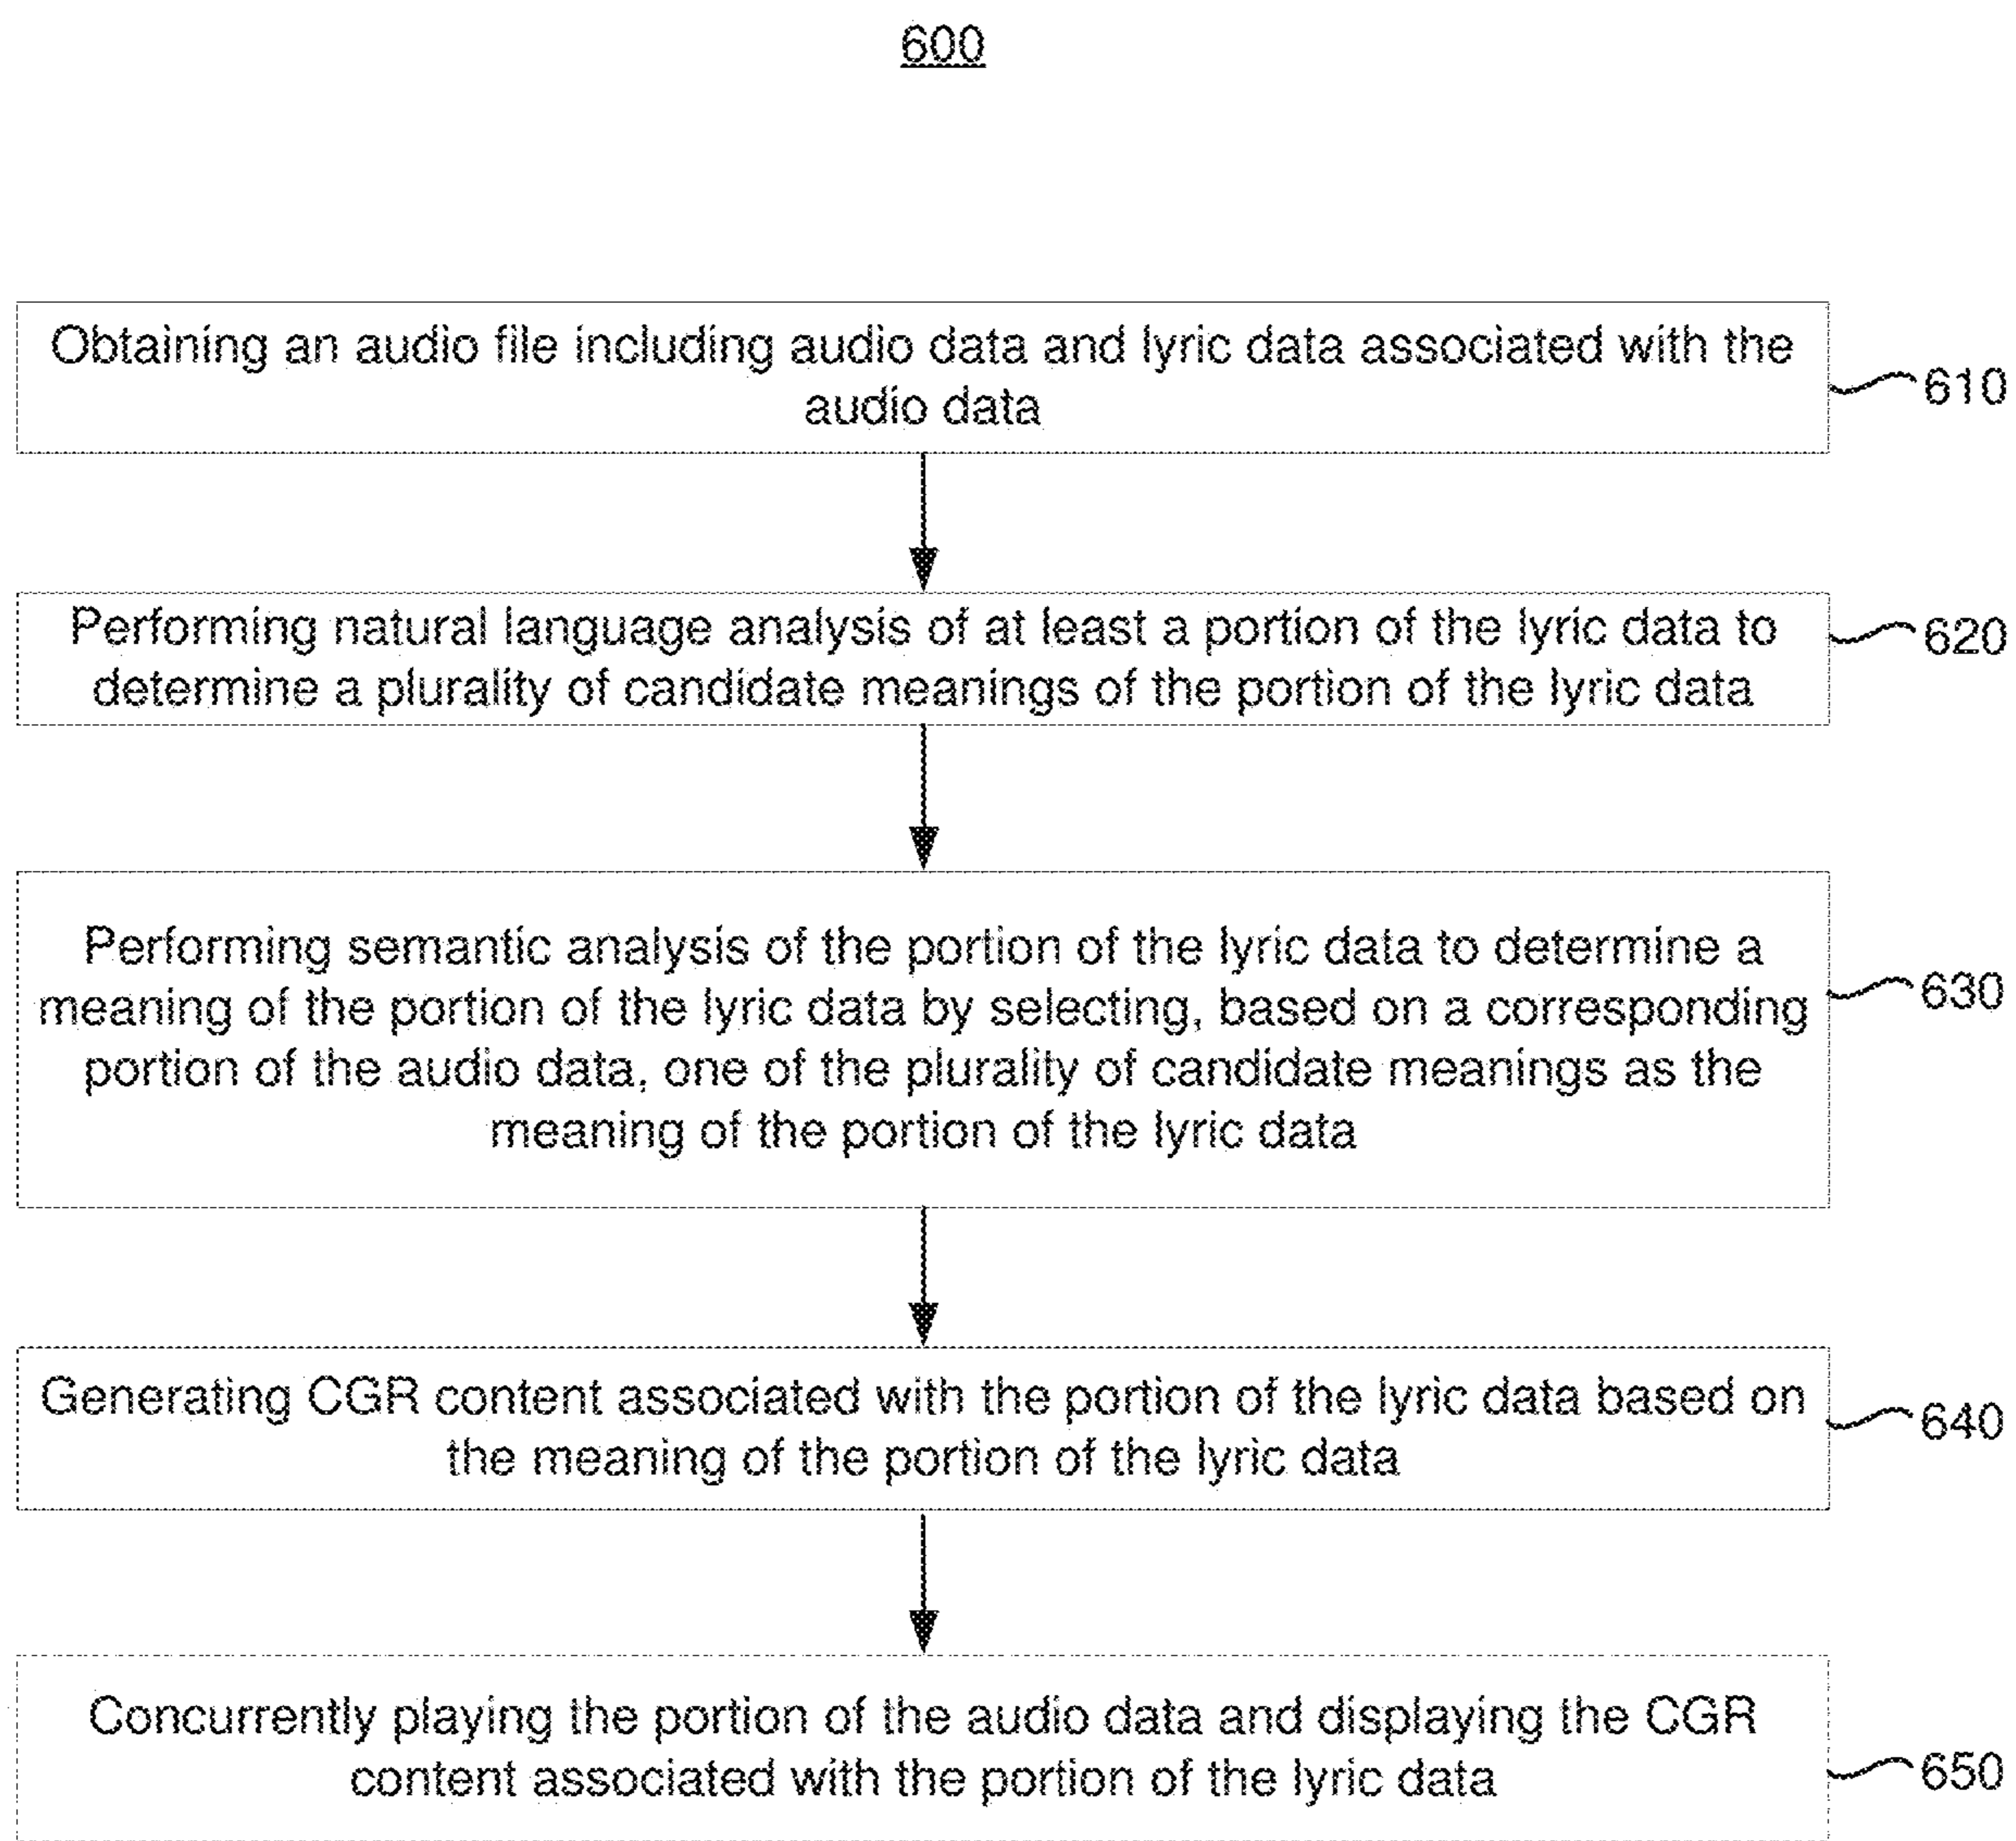 600
Obtaining an audio file including audio data and lyric data associated with the
audio data
610
Performing natural language analysis of at least a portion of the lyric data to
determine a plurality of candidate meanings of the portion of the lyric data
620
Performing semantic analysis of the portion of the lyric data to determine a
meaning of the portion of the lyric data by selecting, based on a corresponding
portion of the audio data, one of the plurality of candidate meanings as the
meaning of the portion of the lyric data
630
Generating CGR content associated with the portion of the lyric data based on
the meaning of the portion of the lyric data
640
Concurrently playing the portion of the audio data and displaying the CGR
content associated with the portion of the lyric data
650